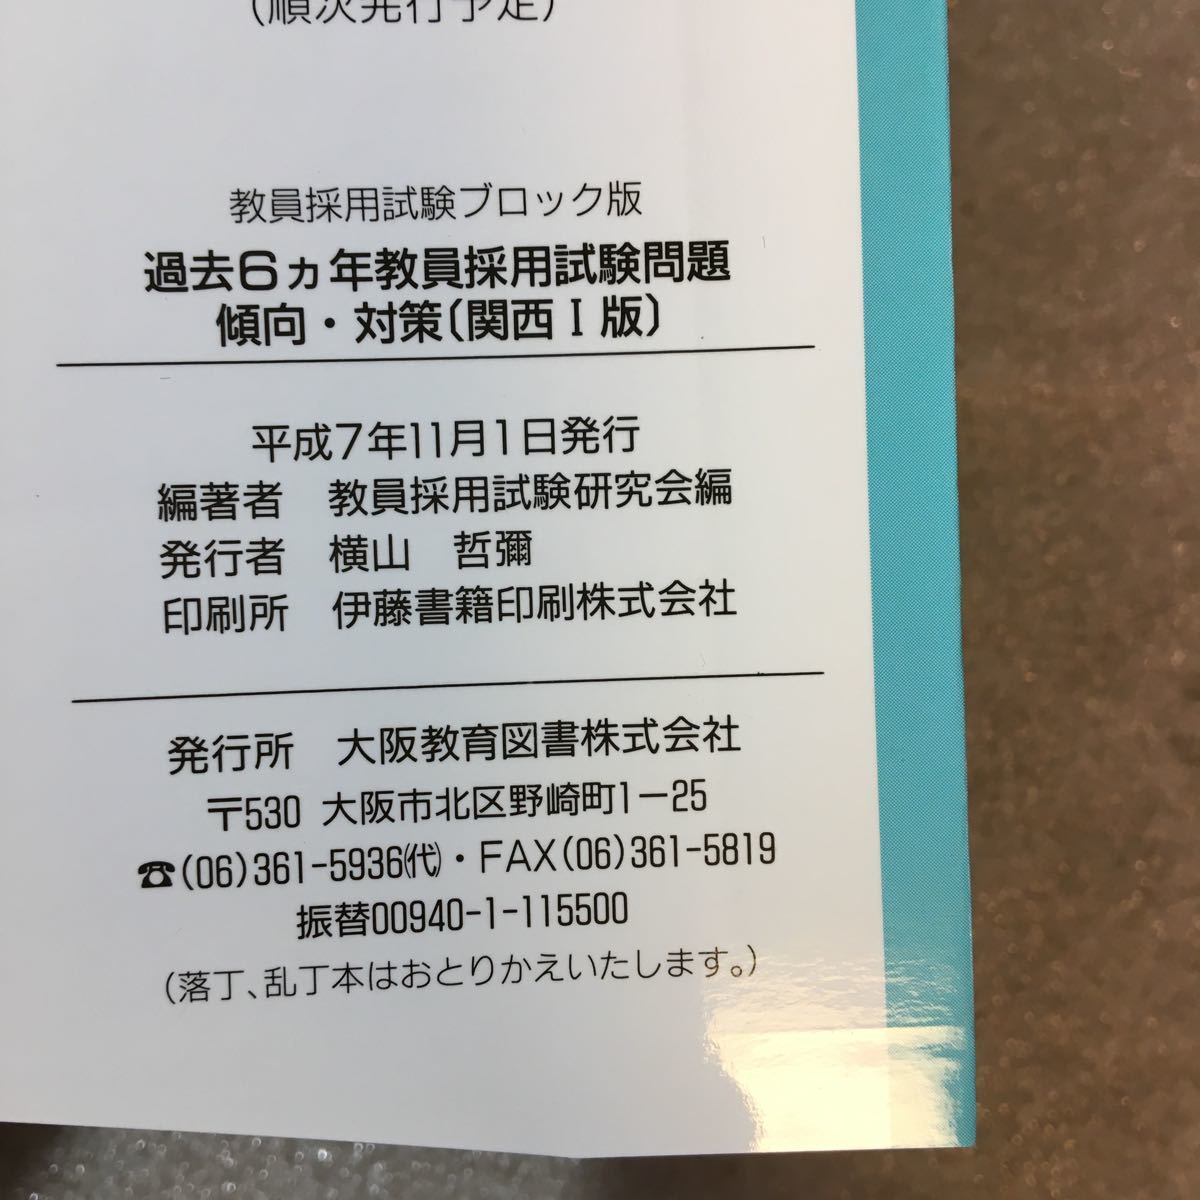 (順次発行予定)
教員採用試験ブロック版
過去6ヵ年教員採用試験問題
傾向・対策〔関西Ⅰ版〕
平成7年11月1日発行
編著者　教員採用試験研究会編
発行者　横山　哲彌
印刷所　伊藤書籍印刷株式会社
発行所　大阪教育図書株式会社
〒530 大阪市北区野崎町1-25
☎(06)361-5936㈹・FAX(06)361-5819
振替00940-1-115500
(落丁、乱丁本はおとりかえいたします。)